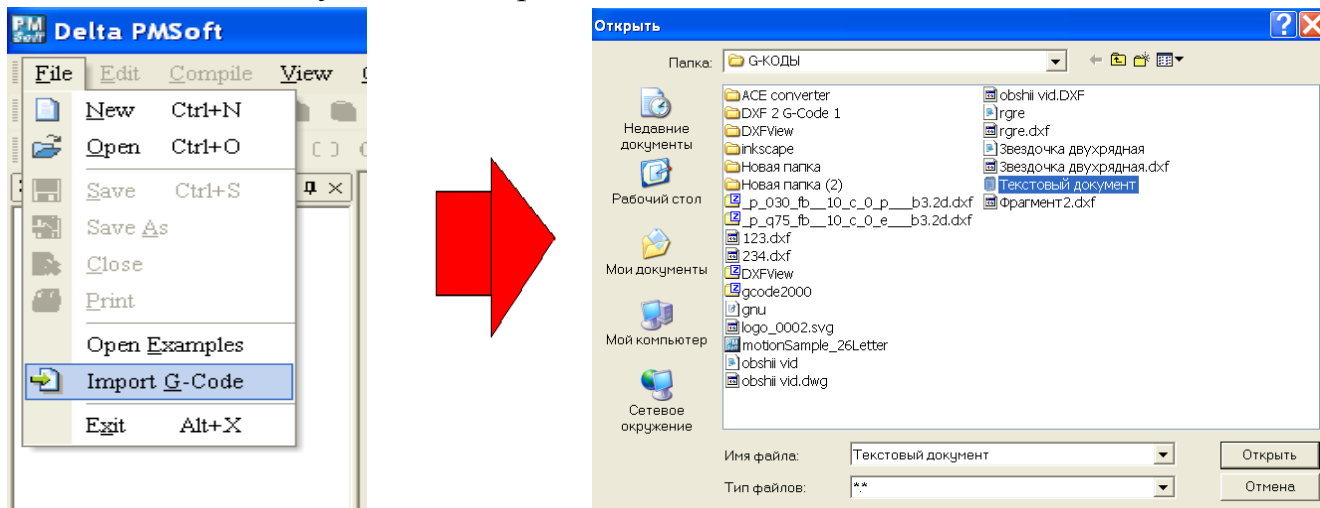 PM Soft Delta PMSoft
File Edit Compile View
New Ctrl+N
Open Ctrl+O
Save Ctrl+S
Save As
Close
Print
Open Examples
Import G-Code
Exit Alt+X
Открыть
Папка: G-КОДЫ
Недавние документы
Рабочий стол
Мои документы
Мой компьютер
Сетевое окружение
ACE converter
DXF 2 G-Code 1
DXFView
inkscape
Новая папка
Новая папка (2)
_p_030_fb__10_c_0_p___b3.2d.dxf
_p_q75_fb__10_c_0_e___b3.2d.dxf
123.dxf
234.dxf
DXFView
gcode2000
gnu
logo_0002.svg
motionSample_26Letter
obshii vid
obshii vid.dwg
obshii vid.DXF
rgre
rgre.dxf
Звездочка двухрядная
Звездочка двухрядная.dxf
Текстовый документ
Фрагмент2.dxf
Имя файла: Текстовый документ Открыть
Тип файлов: *.* Отмена